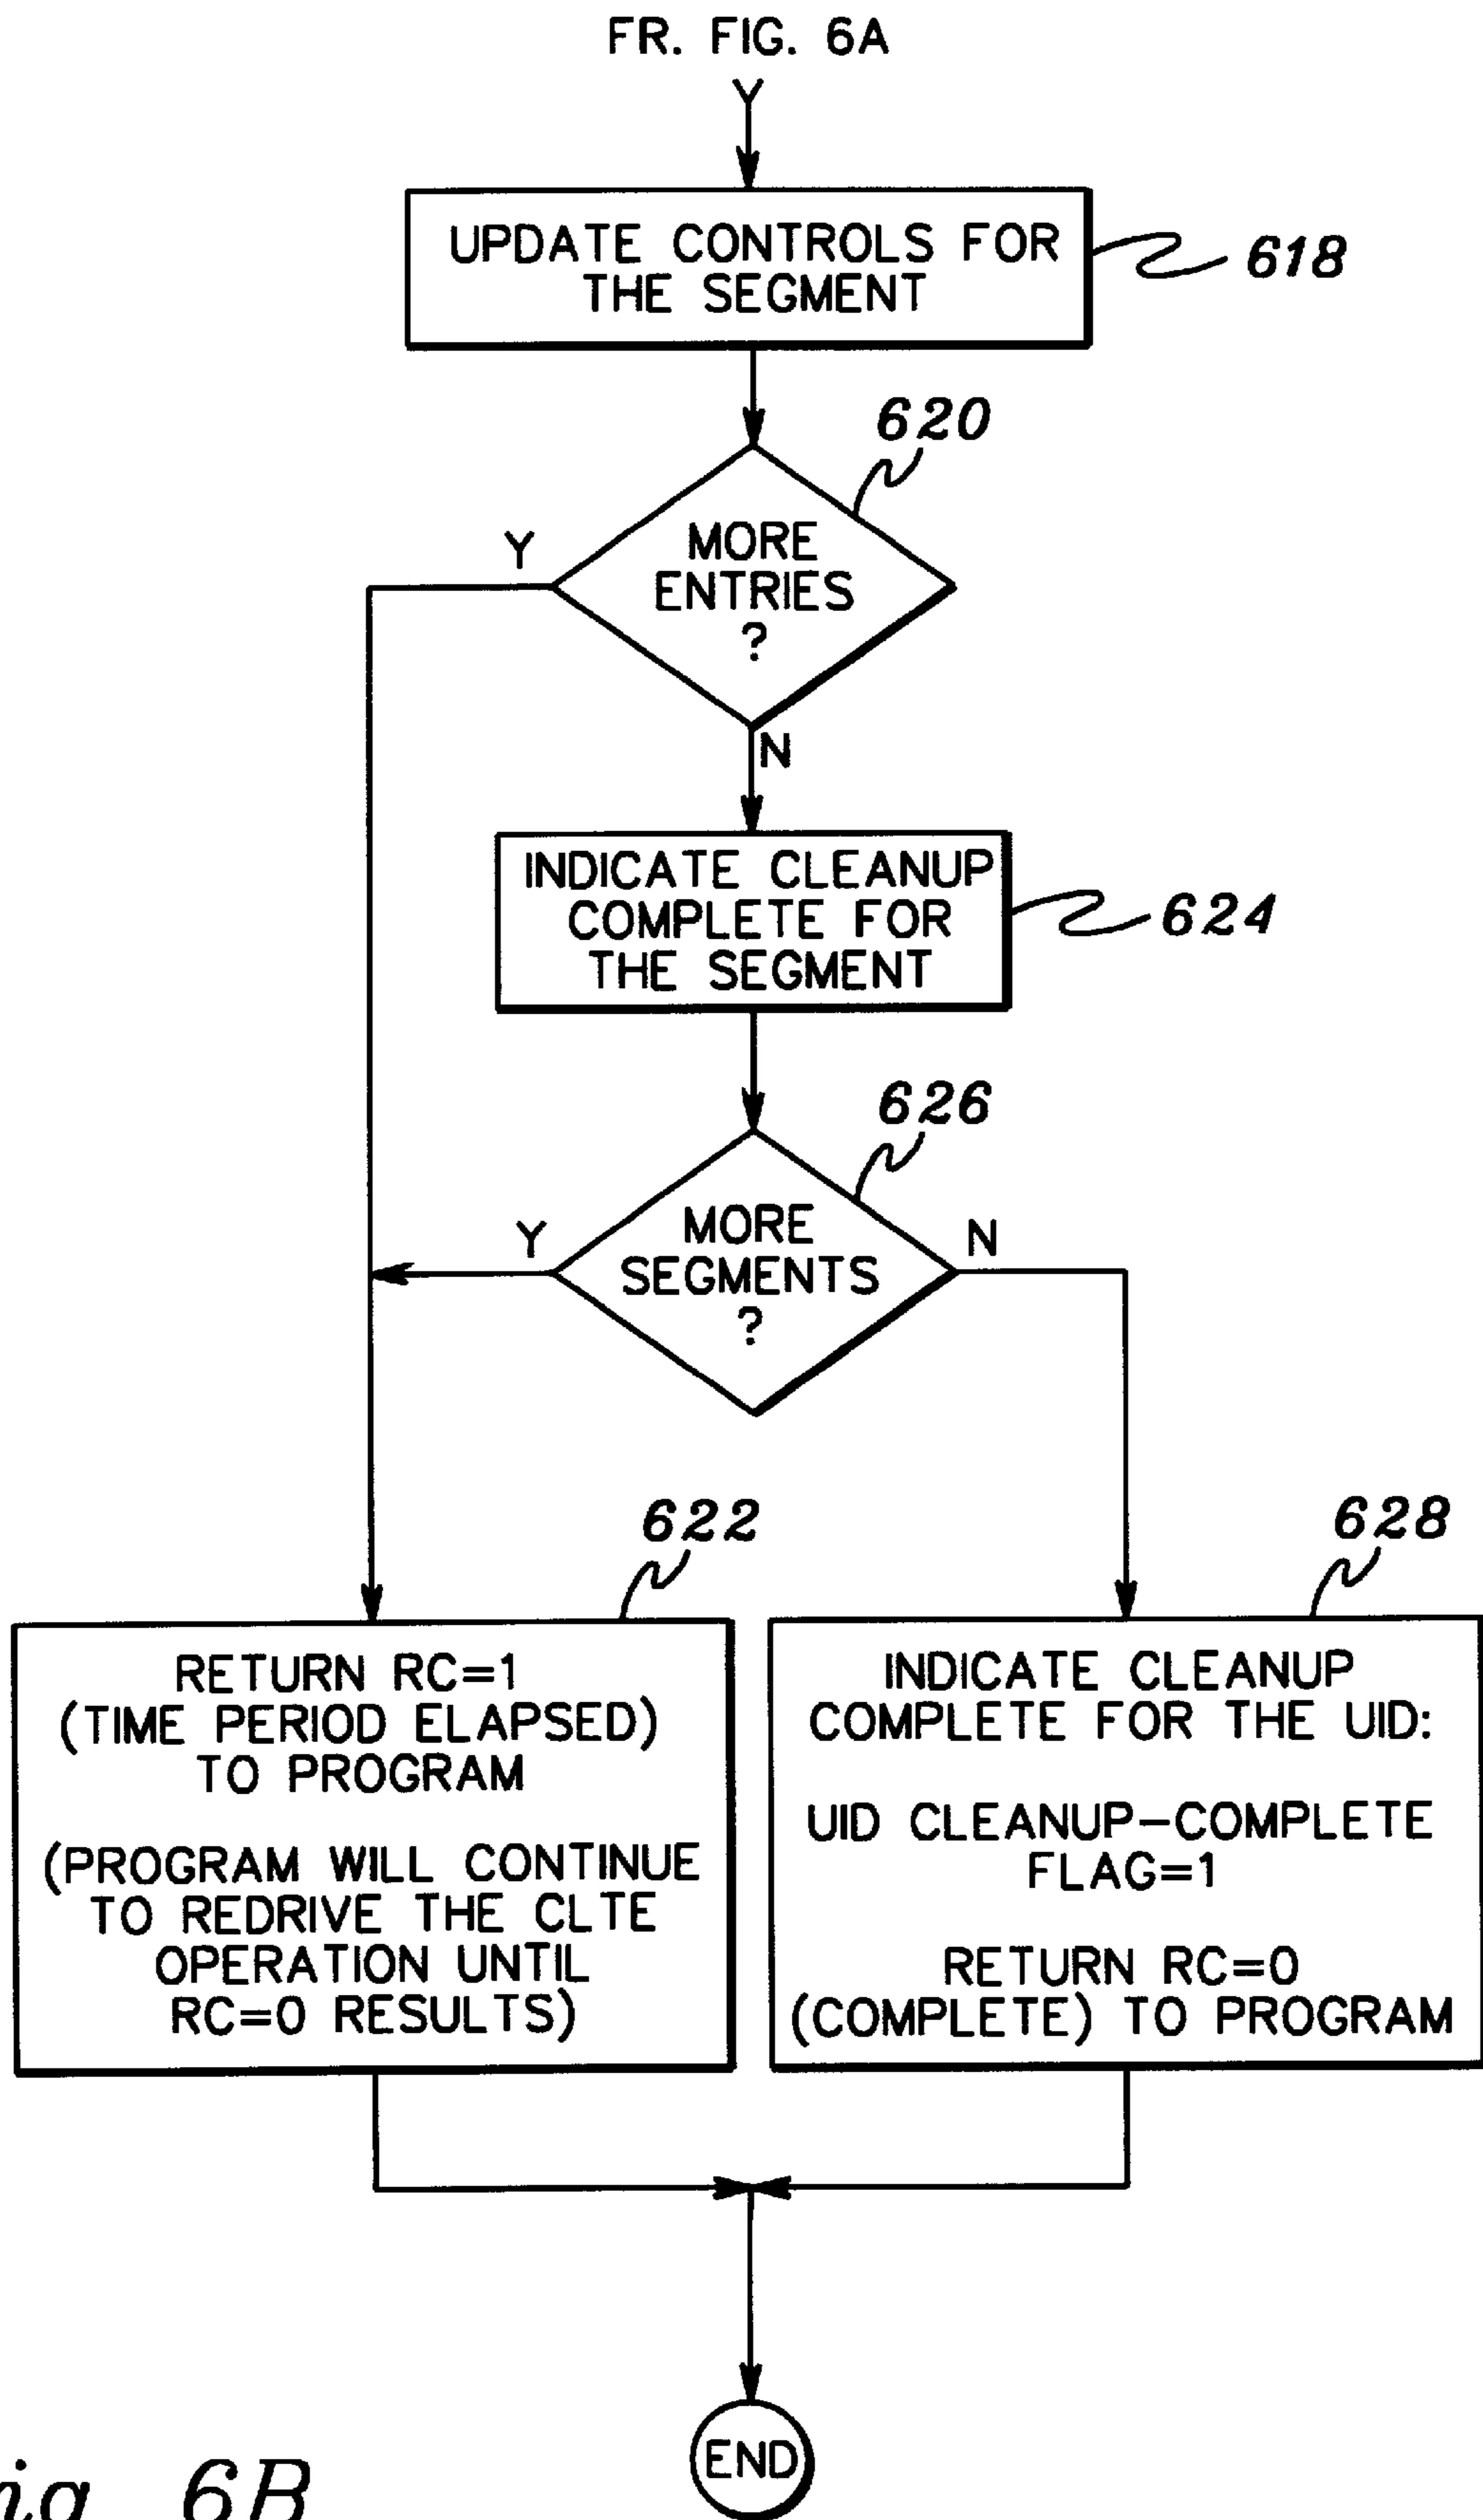 FR. FIG. 6A
Y
UPDATE CONTROLS FOR
THE SEGMENT
618
620
MORE
ENTRIES
?
Y
N
INDICATE CLEANUP
COMPLETE FOR
THE SEGMENT
624
626
MORE
SEGMENTS
?
Y
N
622
RETURN RC=1
(TIME PERIOD ELAPSED)
TO PROGRAM
(PROGRAM WILL CONTINUE
TO REDRIVE THE CLTE
OPERATION UNTIL
RC=0 RESULTS)
628
INDICATE CLEANUP
COMPLETE FOR THE UID:
UID CLEANUP-COMPLETE
FLAG=1
RETURN RC=0
(COMPLETE) TO PROGRAM
END
ig 6B